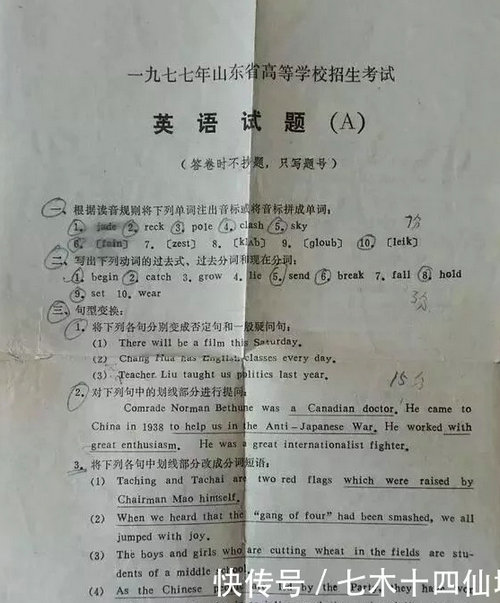 一九七七年山东省高等学校招生考试
英语试题 (A)
(答卷时不抄题，只写题号)
一、根据读音规则将下列单词注出音标或将音标拼成单词:
1. jade 2. reck 3. pole 4. clash 5. sky 7分
6. [fain] 7. [zest] 8. [klʌb] 9. [gloub] 10. [leik]
二、写出下列动词的过去式、过去分词和现在分词:
1. begin 2. catch 3. grow 4. lie 5. send 6. break 7. fall 8. hold
9. set 10. wear
三、句型变换:
1. 将下列各句分别变成否定句和一般疑问句:
(1) There will be a film this Saturday.
(2) Chang Hua has English classes every day.
(3) Teacher Liu taught us politics last year. 15分
2. 对下列句中的划线部分进行提问:
Comrade Norman Bethune was a Canadian doctor. He came to
China in 1938 to help us in the Anti-Japanese War. He worked with
great enthusiasm. He was a great internationalist fighter.
3. 将下列各句中划线部分改成分词短语:
(1) Taching and Tachai are two red flags which were raised by
Chairman Mao himself.
(2) When we heard that the "gang of four" had been smashed, we all
jumped with joy.
(3) The boys and girls who are cutting wheat in the fields are stu-
dents of a middle school.
(4) As the Chinese people are led by the Party they have
快传号/七木十四仙